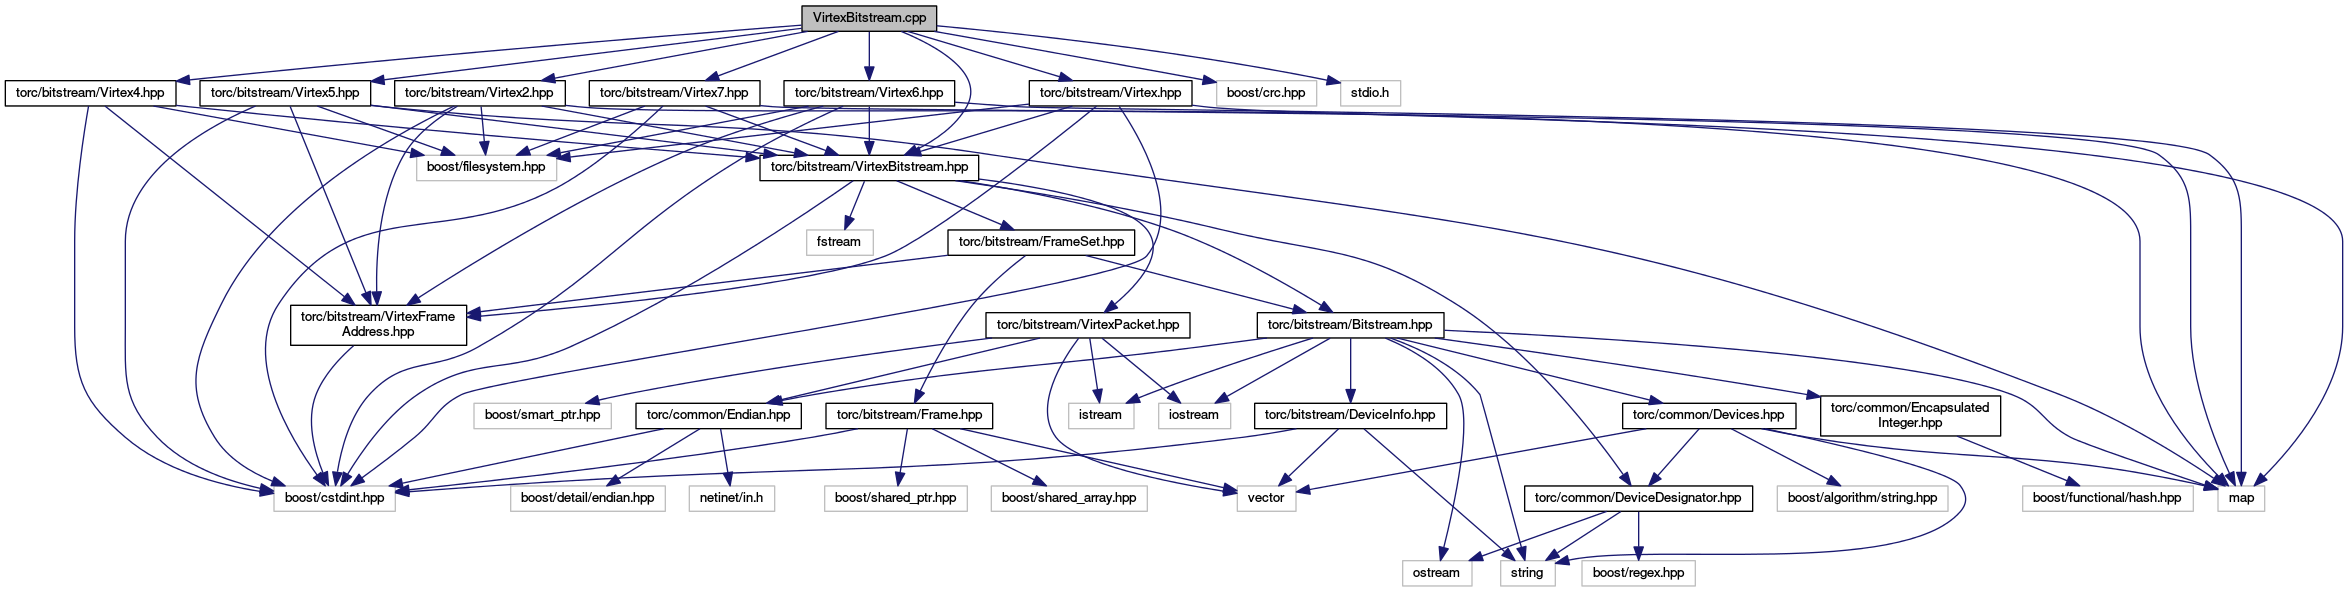 VirtexBitstream.cpp
torc/bitstream/Virtex4.hpp
torc/bitstream/Virtex5.hpp
torc/bitstream/Virtex2.hpp
torc/bitstream/Virtex7.hpp
torc/bitstream/Virtex6.hpp
torc/bitstream/Virtex.hpp
boost/crc.hpp
stdio.h
boost/filesystem.hpp
torc/bitstream/VirtexBitstream.hpp
fstream
torc/bitstream/FrameSet.hpp
torc/bitstream/VirtexFrame
Address.hpp
torc/bitstream/VirtexPacket.hpp
torc/bitstream/Bitstream.hpp
boost/smart_ptr.hpp
torc/common/Endian.hpp
torc/bitstream/Frame.hpp
istream
iostream
torc/bitstream/DeviceInfo.hpp
torc/common/Devices.hpp
torc/common/Encapsulated
Integer.hpp
boost/cstdint.hpp
boost/detail/endian.hpp
netinet/in.h
boost/shared_ptr.hpp
boost/shared_array.hpp
vector
torc/common/DeviceDesignator.hpp
boost/algorithm/string.hpp
boost/functional/hash.hpp
map
ostream
string
boost/regex.hpp